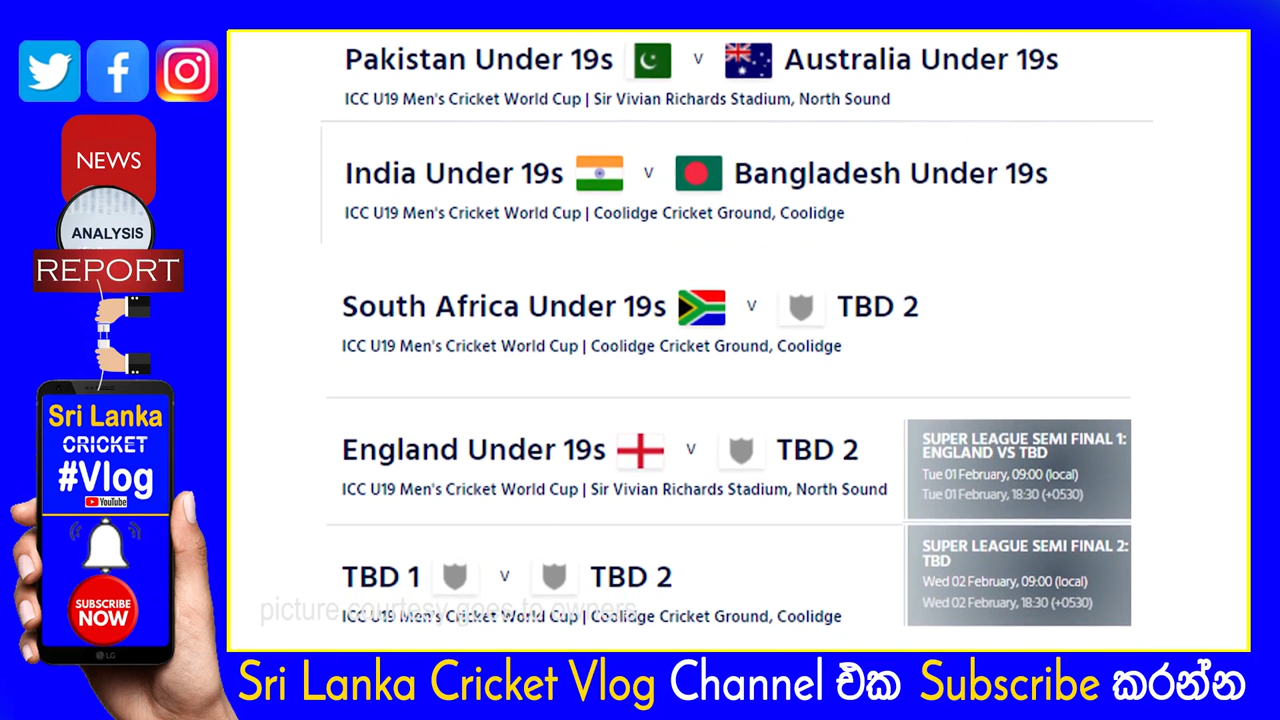 Pakistan Under 19s v Australia Under 19s
ICC U19 Men's Cricket World Cup | Sir Vivian Richards Stadium, North Sound
NEWS
ANALYSIS
REPORT
India Under 19s v Bangladesh Under 19s
ICC U19 Men's Cricket World Cup | Coolidge Cricket Ground, Coolidge
South Africa Under 19s v TBD 2
ICC U19 Men's Cricket World Cup | Coolidge Cricket Ground, Coolidge
England Under 19s v TBD 2
ICC U19 Men's Cricket World Cup | Sir Vivian Richards Stadium, North Sound
SUPER LEAGUE SEMI FINAL 1:
ENGLAND VS TBD
Tue 01 February, 09:00 (local)
Tue 01 February, 18:30 (+0530)
SUPER LEAGUE SEMI FINAL 2:
TBD
Wed 02 February, 09:00 (local)
Wed 02 February, 18:30 (+0530)
TBD 1 v TBD 2
picture courtesy goes to owners
ICC U19 Men's Cricket World Cup | Coolidge Cricket Ground, Coolidge
Sri Lanka
CRICKET
#Vlog
YouTube
SUBSCRIBE
NOW
LG
Sri Lanka Cricket Vlog Channel එක Subscribe කරන්න